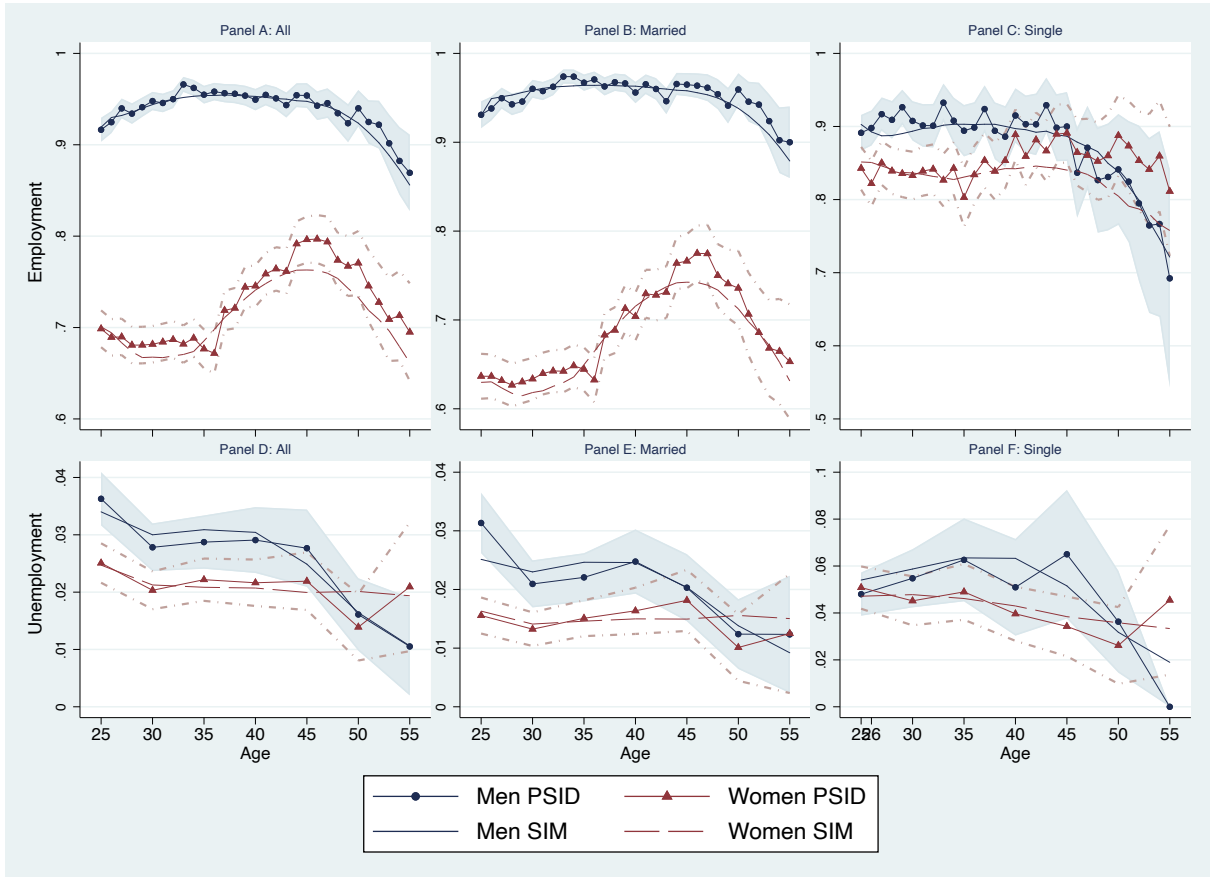 Panel A: All
Panel B: Married
Panel C: Single
Employment
1
.9
.8
.7
.6
1
.9
.8
.7
.6
1
.9
.8
.7
.6
.5
Panel D: All
Panel E: Married
Panel F: Single
Unemployment
.04
.03
.02
.01
0
.04
.03
.02
.01
0
.1
.08
.06
.04
.02
0
25 30 35 40 45 50 55
25 30 35 40 45 50 55
25 26 30 35 40 45 50 55
Age
Age
Age
Men PSID Women PSID
Men SIM Women SIM